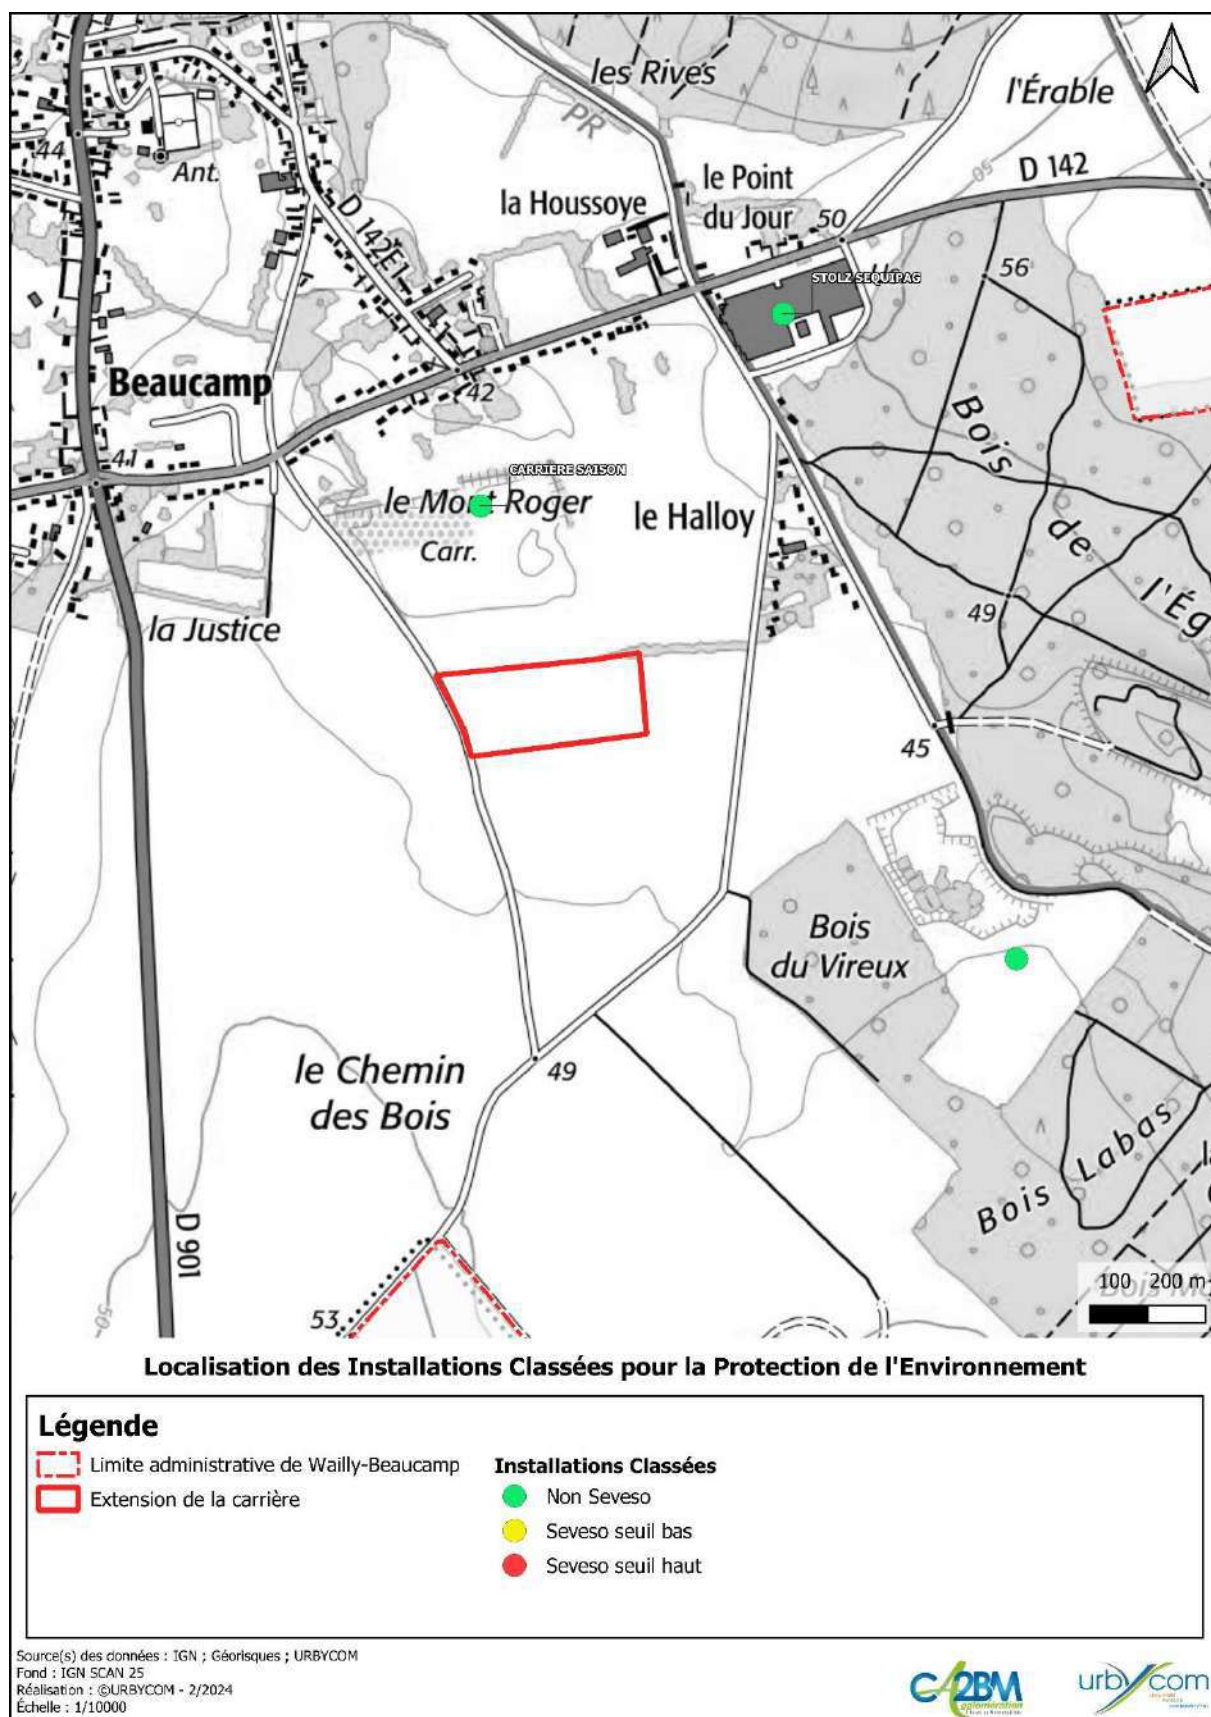 les Rives
l'Érable
PR
44
Ant.
D 142
le Point
du Jour
la Houssoye
50
50
D 142E1
56
STOLZ SEQUIPAG
Beaucamp
42
Bois
de
l'Ég
41
CARRIERE SAISON
le Mont Roger
le Halloy
Carr.
49
la Justice
45
Bois
du Vireux
le Chemin
des Bois
49
Bois Labas
D 901
50
53
100 200 m
Localisation des Installations Classées pour la Protection de l'Environnement
Légende
Limite administrative de Wailly-Beaucamp
Extension de la carrière
Installations Classées
Non Seveso
Seveso seuil bas
Seveso seuil haut
Source(s) des données : IGN ; Géorisques ; URBYCOM
Fond : IGN SCAN 25
Réalisation : ©URBYCOM - 2/2024
Échelle : 1/10000
CA2BM
agglomération
urbycom